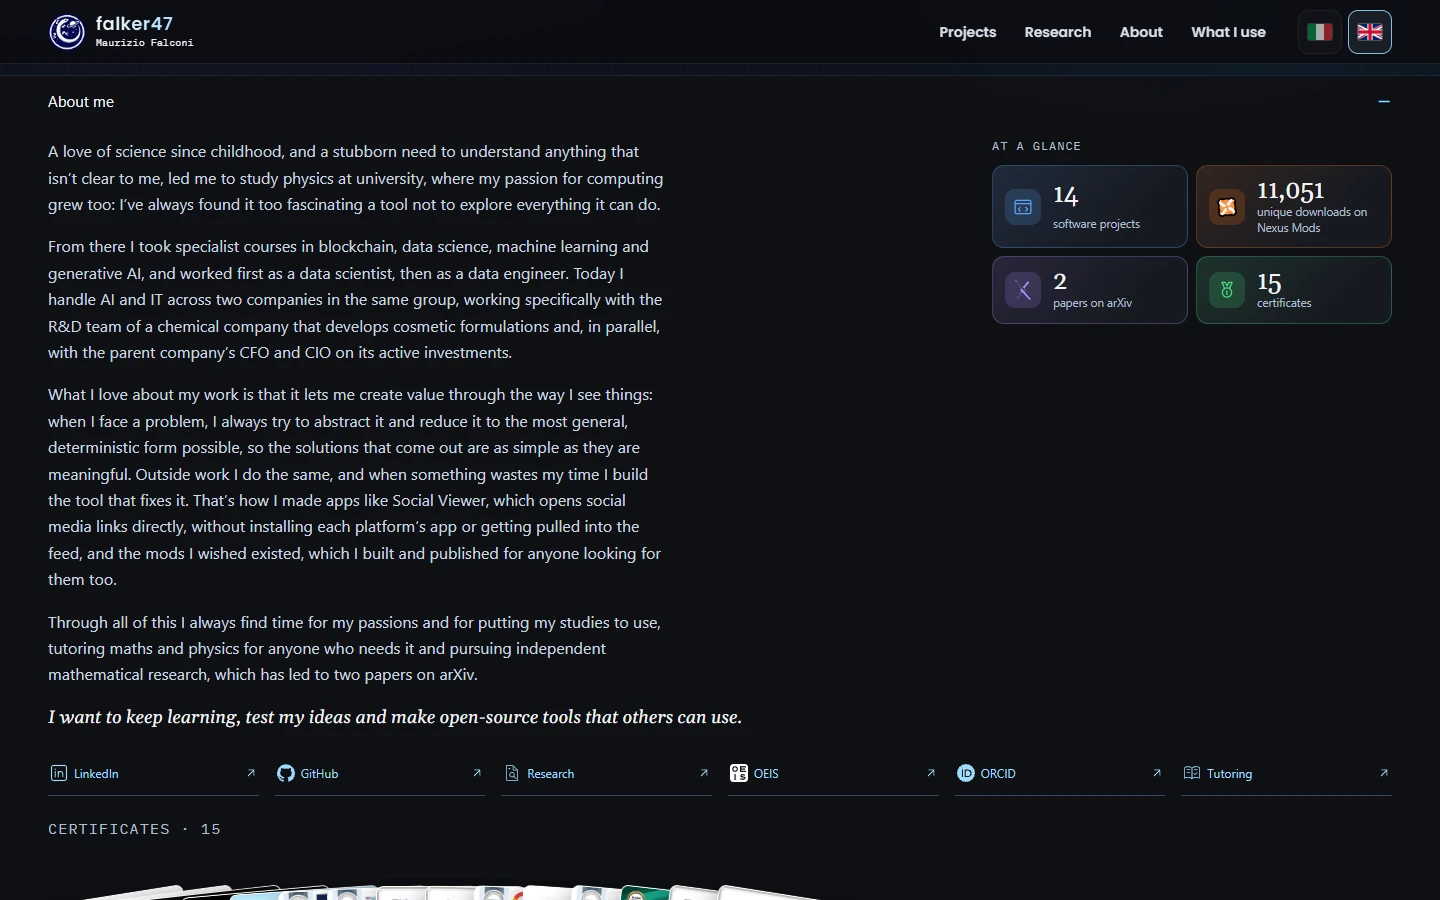 falker47
Maurizio Falconi
Projects
Research
About
What I use
About me
A love of science since childhood, and a stubborn need to understand anything that
isn't clear to me, led me to study physics at university, where my passion for computing
grew too: I've always found it too fascinating a tool not to explore everything it can do.
From there I took specialist courses in blockchain, data science, machine learning and
generative AI, and worked first as a data scientist, then as a data engineer. Today I
handle AI and IT across two companies in the same group, working specifically with the
R&D team of a chemical company that develops cosmetic formulations and, in parallel,
with the parent company's CFO and CIO on its active investments.
What I love about my work is that it lets me create value through the way I see things:
when I face a problem, I always try to abstract it and reduce it to the most general,
deterministic form possible, so the solutions that come out are as simple as they are
meaningful. Outside work I do the same, and when something wastes my time I build
the tool that fixes it. That's how I made apps like Social Viewer, which opens social
media links directly, without installing each platform's app or getting pulled into the
feed, and the mods I wished existed, which I built and published for anyone looking for
them too.
Through all of this I always find time for my passions and for putting my studies to use,
tutoring maths and physics for anyone who needs it and pursuing independent
mathematical research, which has led to two papers on arXiv.
I want to keep learning, test my ideas and make open-source tools that others can use.
AT A GLANCE
14
software projects
11,051
unique downloads on
Nexus Mods
2
papers on arXiv
15
certificates
LinkedIn
GitHub
Research
OEIS
ORCID
Tutoring
CERTIFICATES · 15